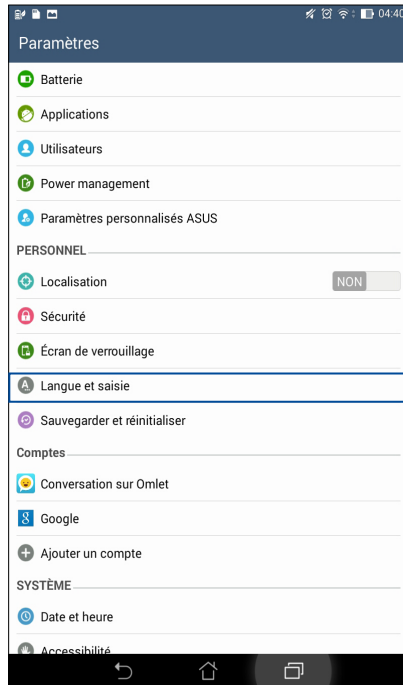 04:40
Paramètres
Batterie
Applications
Utilisateurs
Power management
Paramètres personnalisés ASUS
PERSONNEL
Localisation NON
Sécurité
Écran de verrouillage
Langue et saisie
Sauvegarder et réinitialiser
Comptes
Conversation sur Omlet
Google
Ajouter un compte
SYSTÈME
Date et heure
Accessibilité